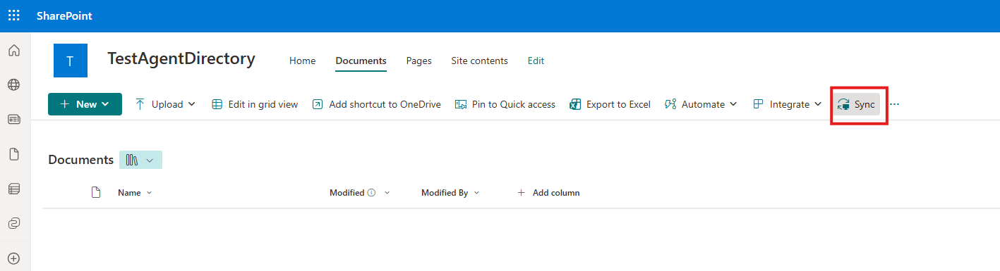 SharePoint
T
TestAgentDirectory Home Documents Pages Site contents Edit
New Upload Edit in grid view Add shortcut to OneDrive Pin to Quick access Export to Excel Automate Integrate Sync ...
Documents
Name Modified Modified By Add column